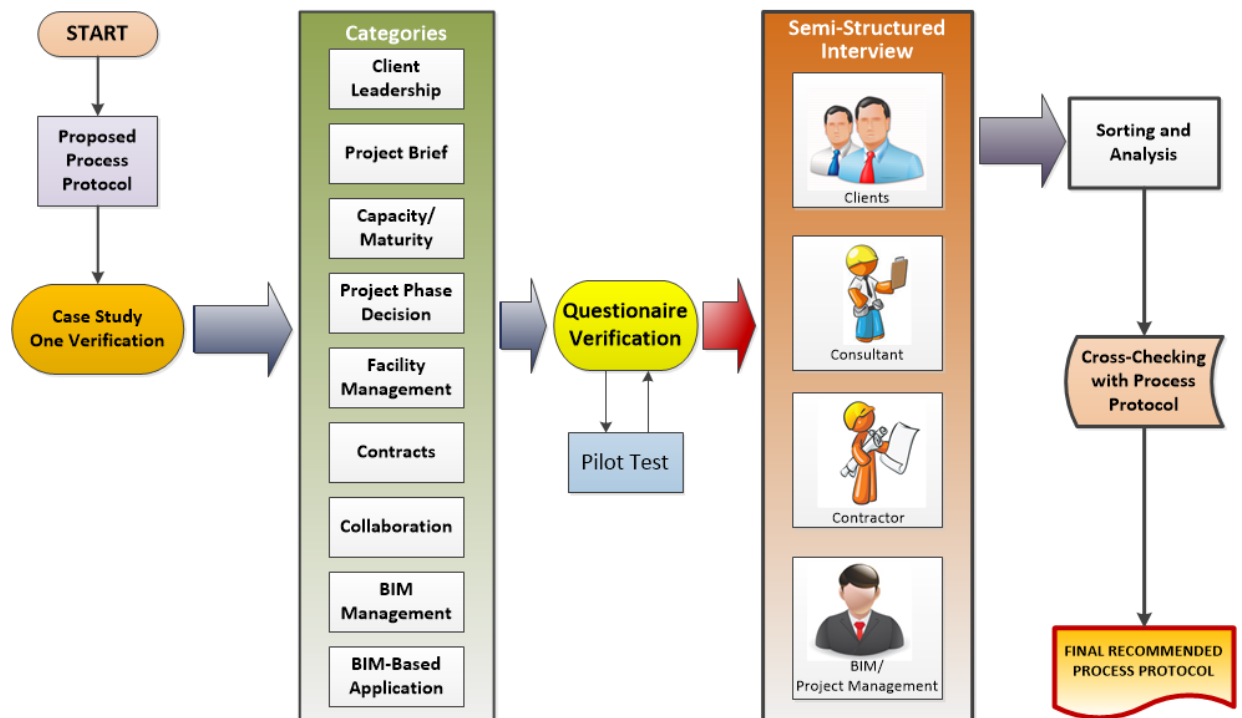 START
Proposed
Process
Protocol
Case Study
One Verification
Categories
Client
Leadership
Project Brief
Capacity/
Maturity
Project Phase
Decision
Facility
Management
Contracts
Collaboration
BIM
Management
BIM-Based
Application
Questionaire
Verification
Pilot Test
Semi-Structured
Interview
Clients
Consultant
Contractor
BIM/
Project Management
Sorting and
Analysis
Cross-Checking
with Process
Protocol
FINAL RECOMMENDED
PROCESS PROTOCOL